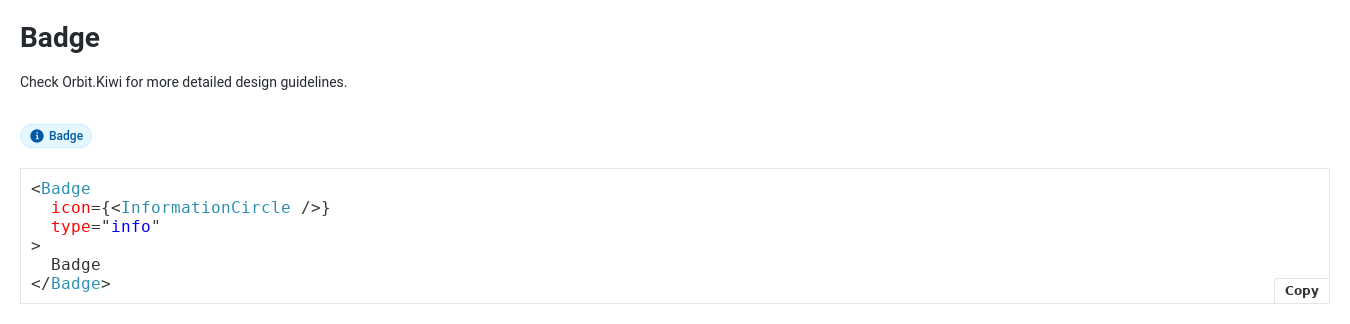 Badge
Check Orbit.Kiwi for more detailed design guidelines.
Badge
<Badge
  icon={<InformationCircle />}
  type="info"
>
  Badge
</Badge>
Copy